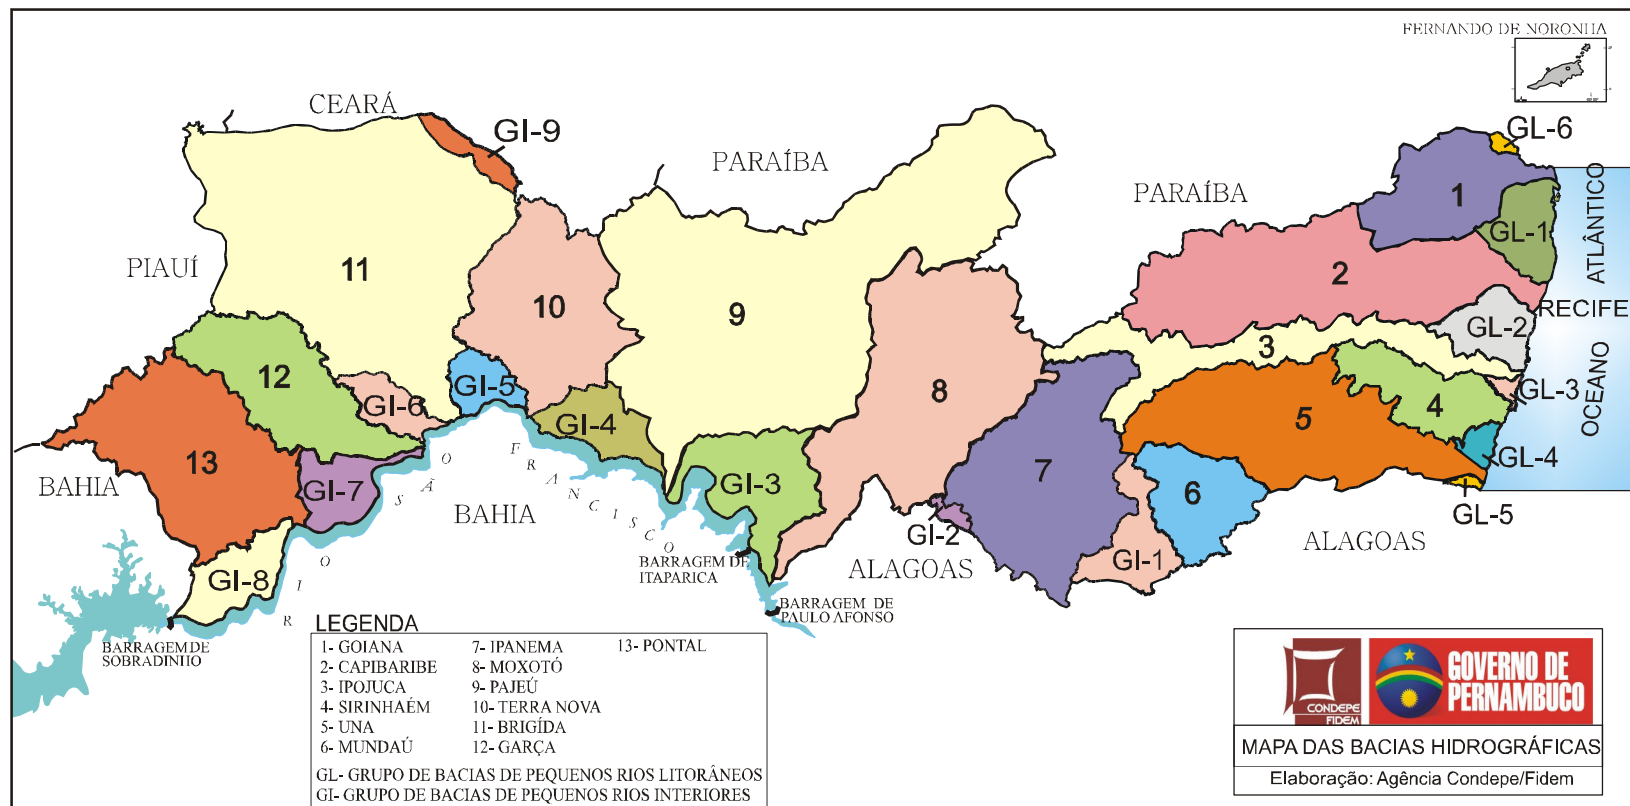 FERNANDO DE NORONHA
CEARÁ
GI-9
GL-6
PARAÍBA
PARAÍBA
1
GL-1
ATLÂNTICO
PIAUÍ
11
10
9
2
RECIFE
GL-2
3
OCEANO
12
GI-5
GI-6
GI-4
8
GL-3
4
5
13
GL-4
BAHIA
GI-7
GI-3
7
6
GL-5
BAHIA
RIO SÃO FRANCISCO
GI-2
GI-1
ALAGOAS
ALAGOAS
GI-8
BARRAGEM DE
ITAPARICA
BARRAGEM DE
PAULO AFONSO
BARRAGEM DE
SOBRADINHO
LEGENDA
1- GOIANA
2- CAPIBARIBE
3- IPOJUCA
4- SIRINHAÉM
5- UNA
6- MUNDAÚ
7- IPANEMA
8- MOXOTÓ
9- PAJEÚ
10- TERRA NOVA
11- BRIGÍDA
12- GARÇA
13- PONTAL
GL- GRUPO DE BACIAS DE PEQUENOS RIOS LITORÂNEOS
GI- GRUPO DE BACIAS DE PEQUENOS RIOS INTERIORES
CONDEPE
FIDEM
GOVERNO DE
PERNAMBUCO
MAPA DAS BACIAS HIDROGRÁFICAS
Elaboração: Agência Condepe/Fidem